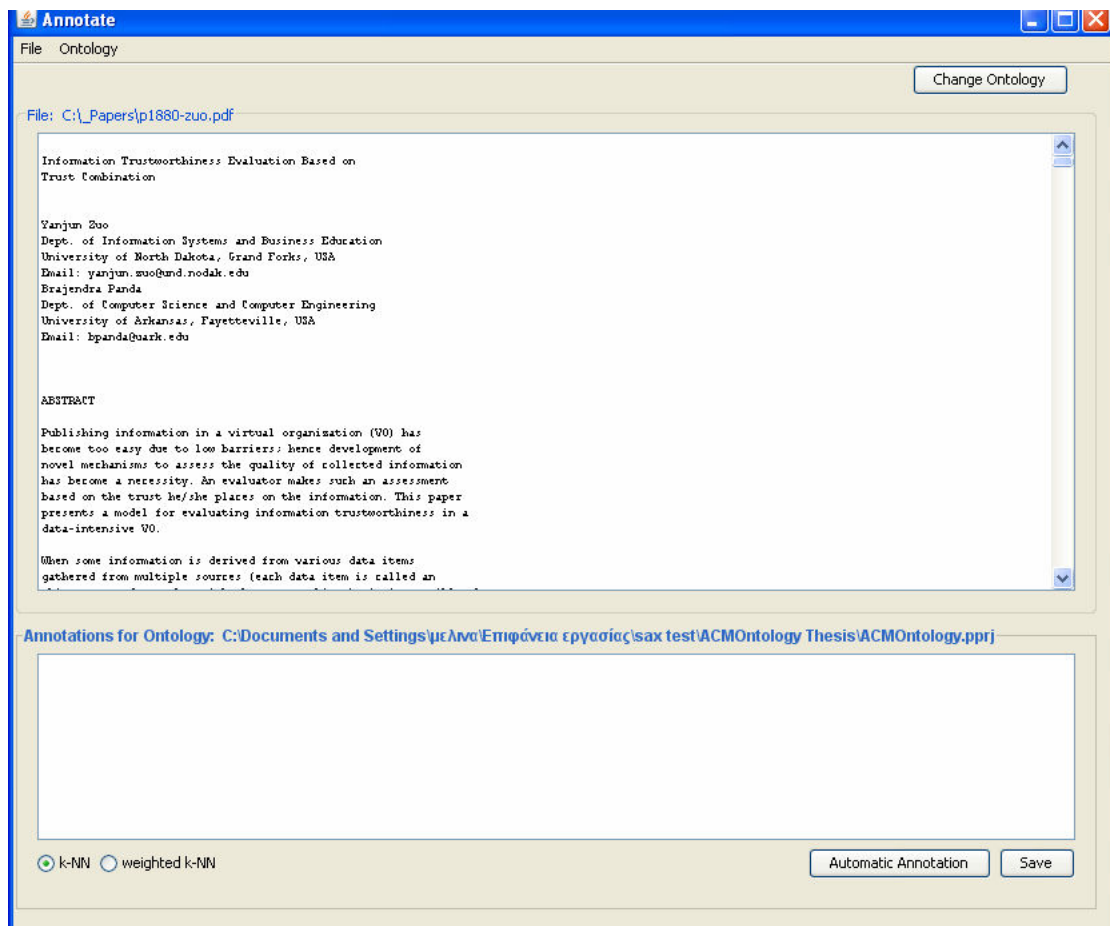 Annotate
File Ontology
Change Ontology
File: C:\_Papers\p1880-zuo.pdf
Information Trustworthiness Evaluation Based on
Trust Combination
Yanjun Zuo
Dept. of Information Systems and Business Education
University of North Dakota, Grand Forks, USA
Email: yanjun.zuo@und.nodak.edu
Brajendra Panda
Dept. of Computer Science and Computer Engineering
University of Arkansas, Fayetteville, USA
Email: bpanda@uark.edu
ABSTRACT
Publishing information in a virtual organization (VO) has
become too easy due to low barriers; hence development of
novel mechanisms to assess the quality of collected information
has become a necessity. An evaluator makes such an assessment
based on the trust he/she places on the information. This paper
presents a model for evaluating information trustworthiness in a
data-intensive VO.
When some information is derived from various data items
gathered from multiple sources (each data item is called an
Annotations for Ontology: C:\Documents and Settings\μελινα\Επιφάνεια εργασίας\sax test\ACMOntology Thesis\ACMOntology.pprj
k-NN weighted k-NN Automatic Annotation Save